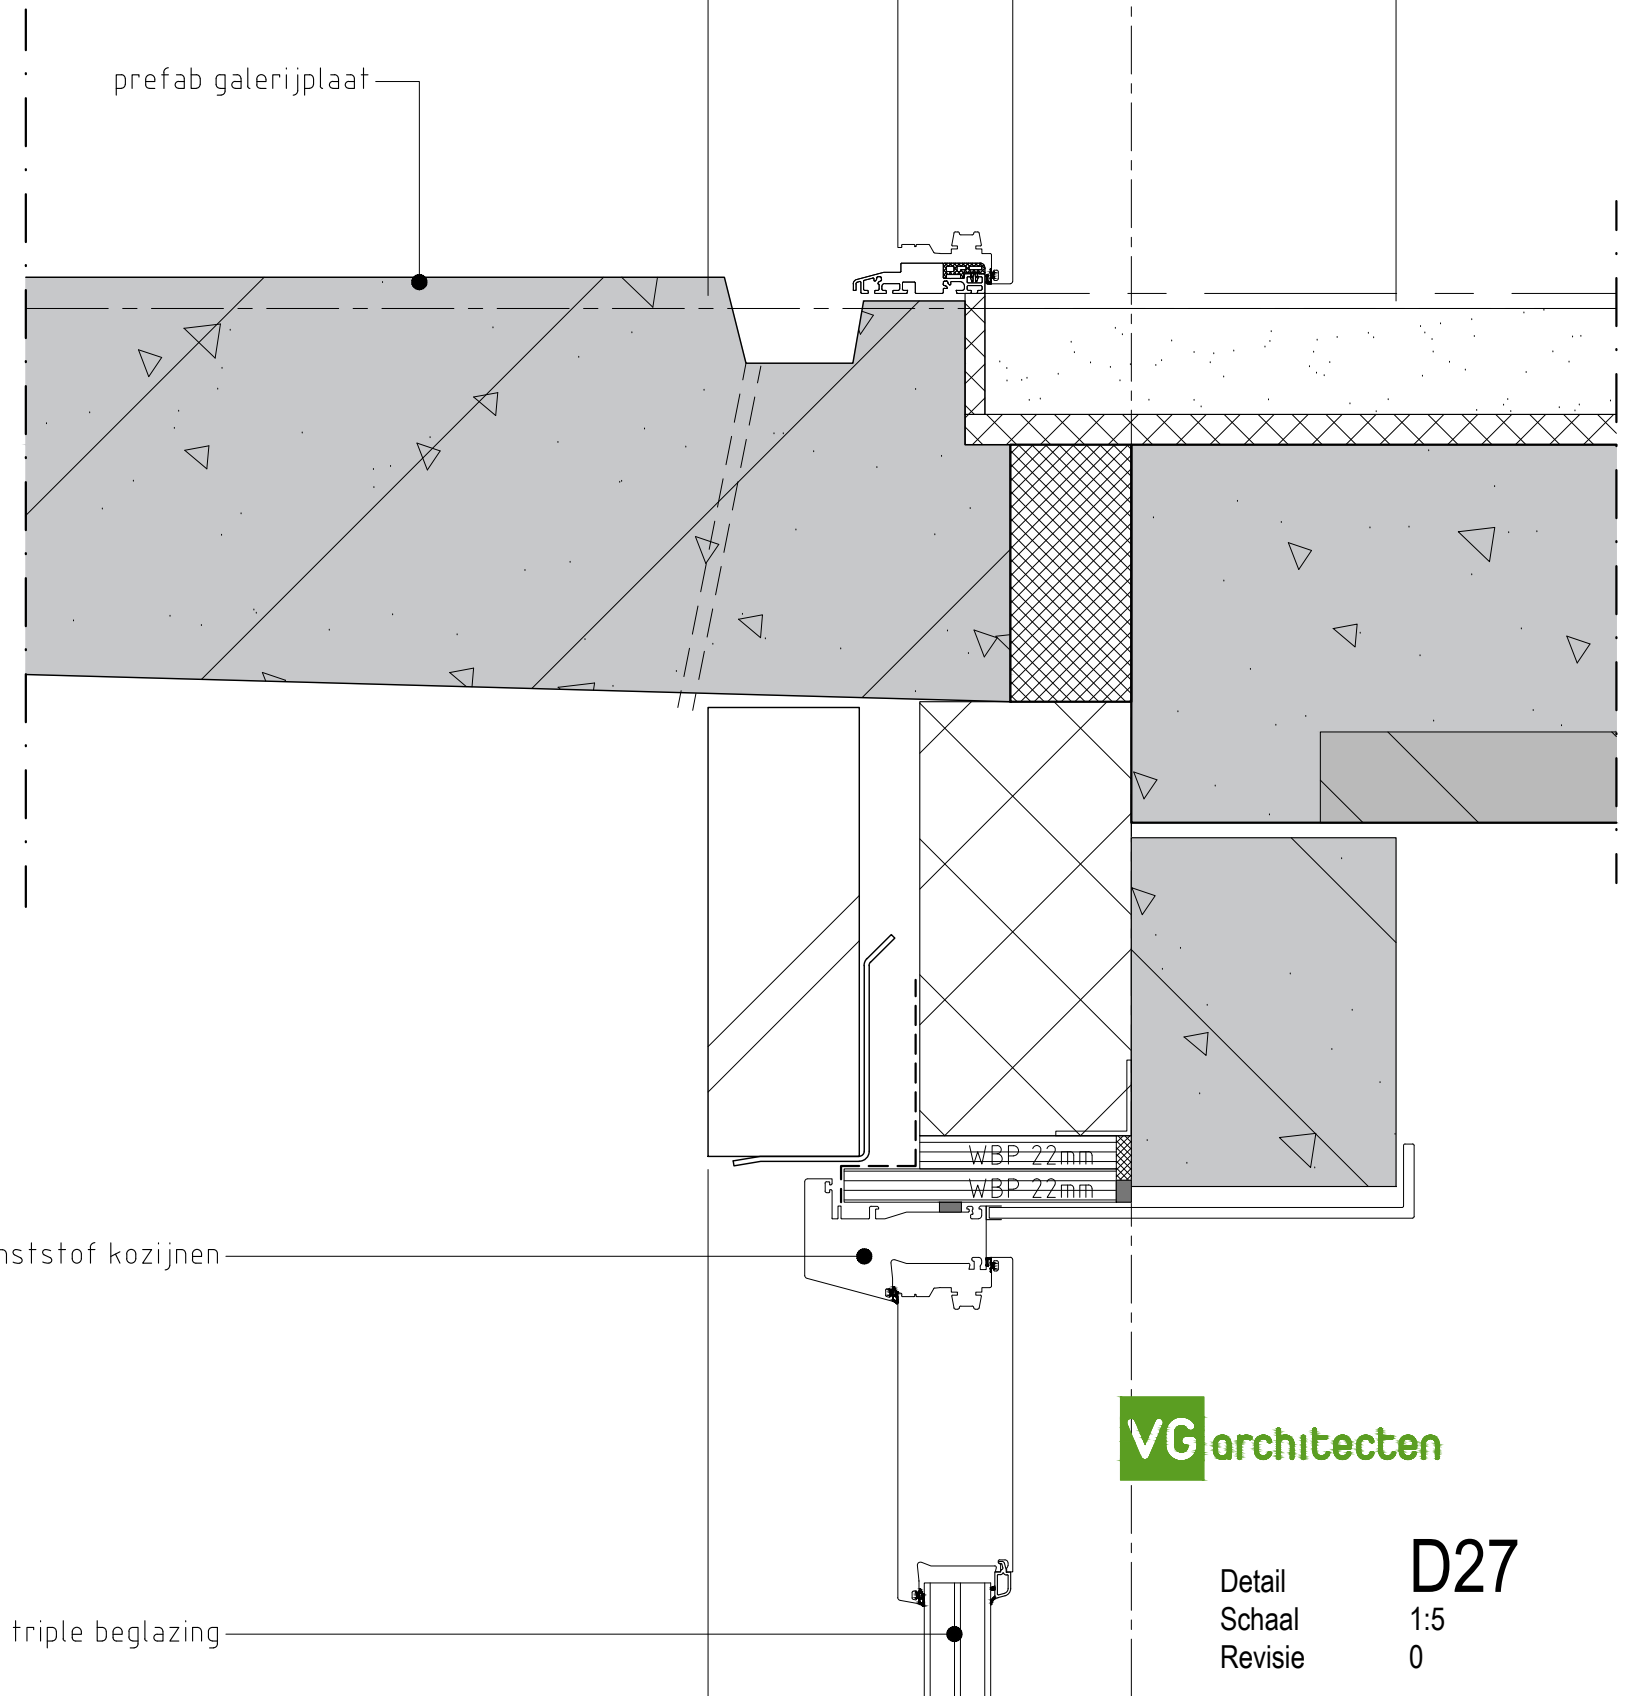 prefab galerijplaat
WBP 22mm
WBP 22mm
nststof kozijnen
VG architecten
triple beglazing
Detail D27
Schaal 1:5
Revisie 0